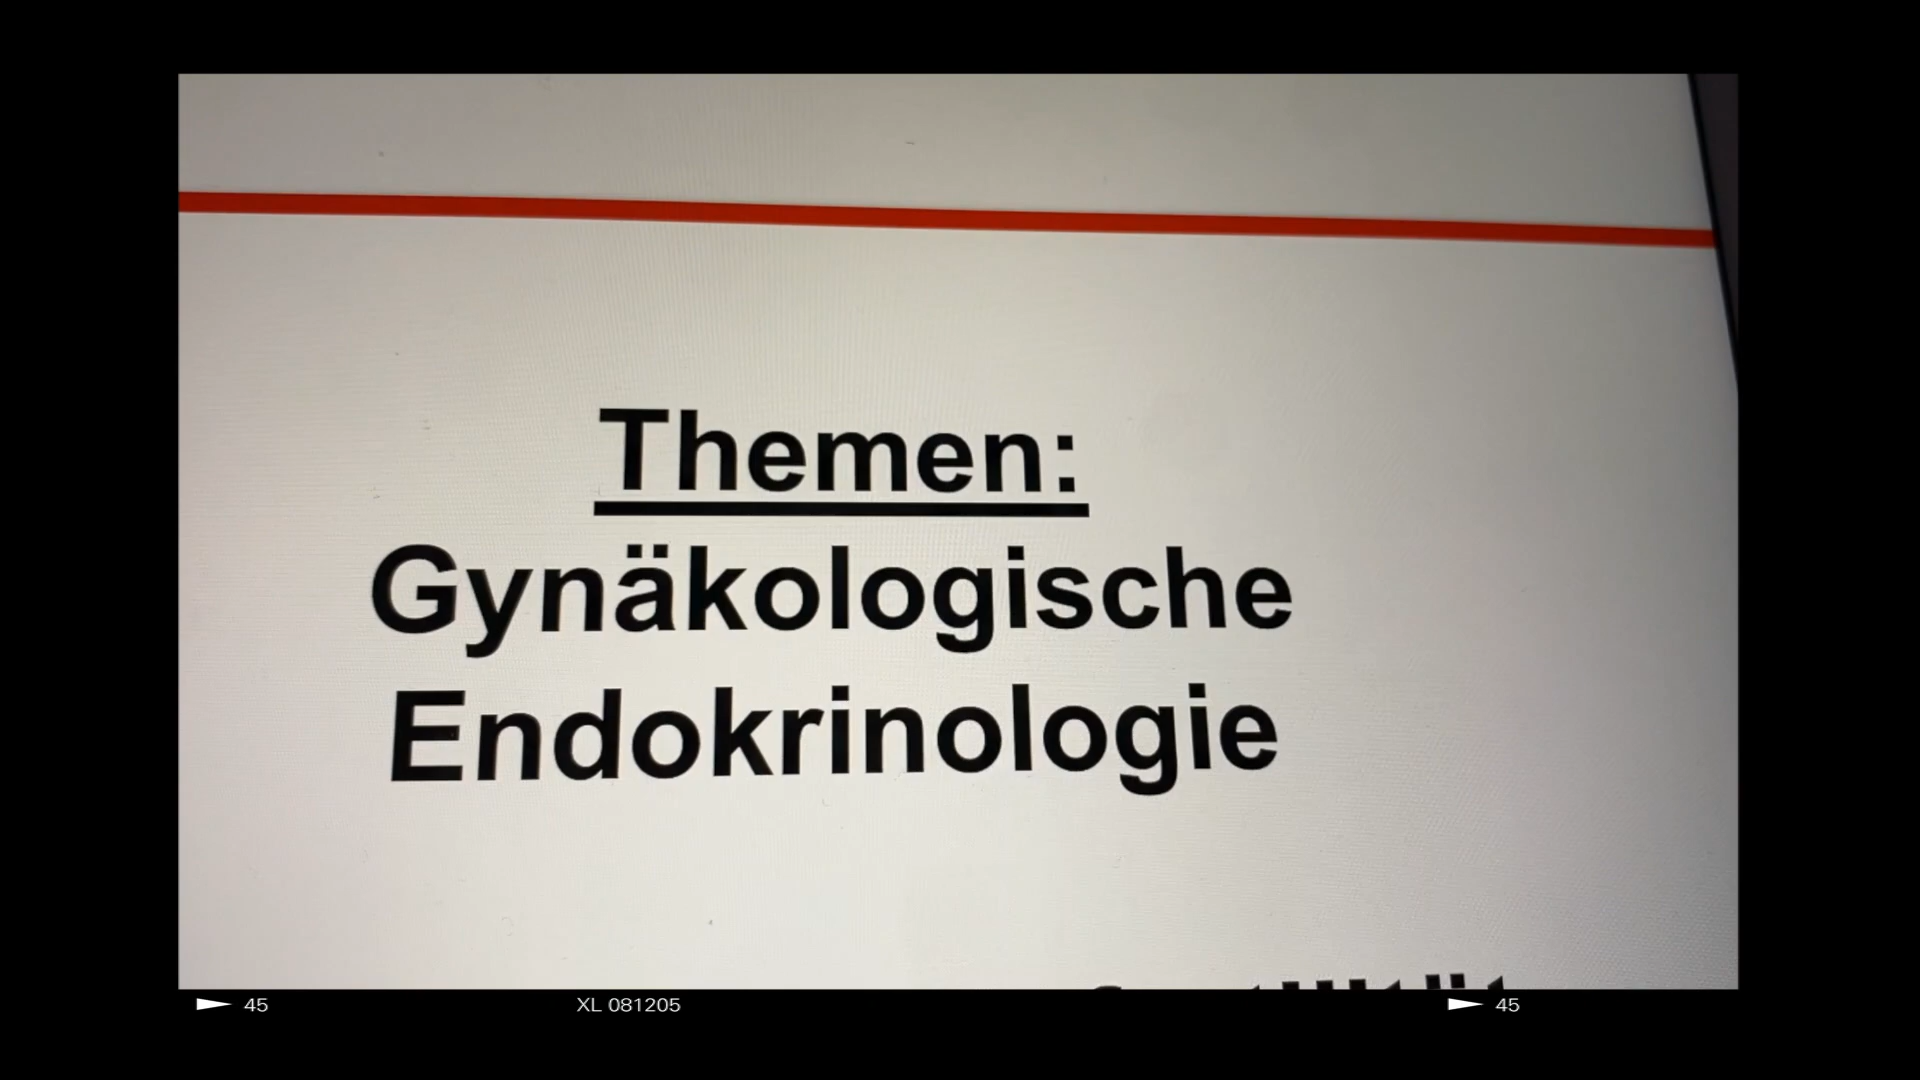 Themen:
Gynäkologische
Endokrinologie
45
XL 081205
45